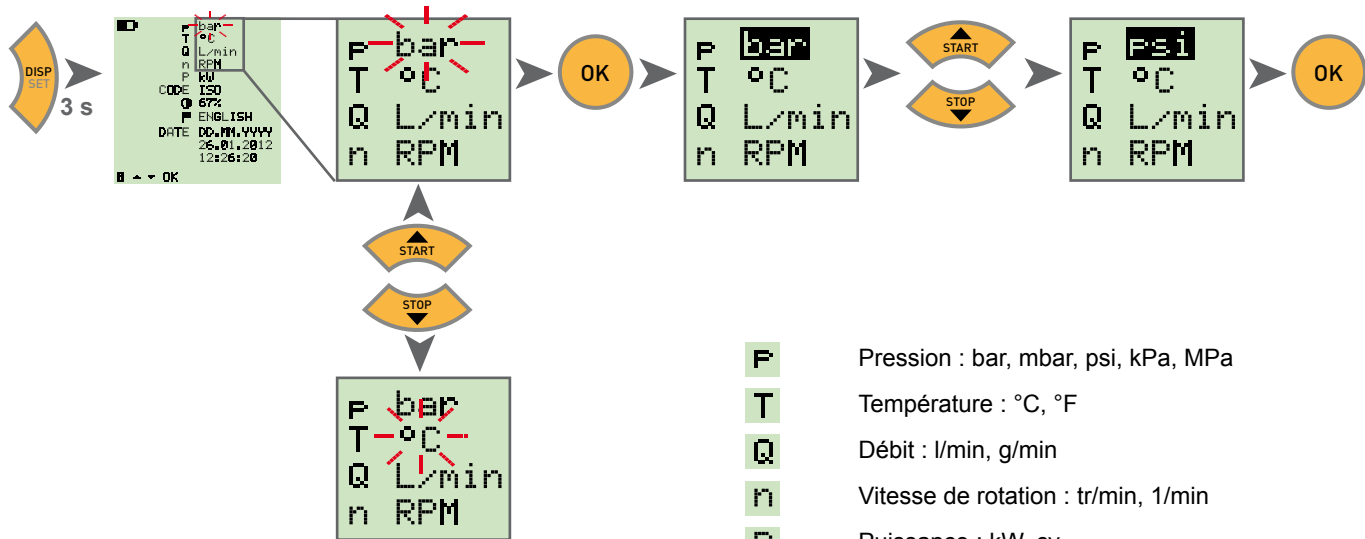 DISP
SET
3 s
P bar
T °C
Q L/min
n RPM
P kW
CODE ISO
67%
ENGLISH
DATE DD.MM.YYYY
26.01.2012
12:26:20
OK
P bar
T °C
Q L/min
n RPM
OK
P bar
T °C
Q L/min
n RPM
START
STOP
P psi
T °C
Q L/min
n RPM
OK
START
STOP
P bar
T °C
Q L/min
n RPM
P Pression : bar, mbar, psi, kPa, MPa
T Température : °C, °F
Q Débit : l/min, g/min
n Vitesse de rotation : tr/min, 1/min